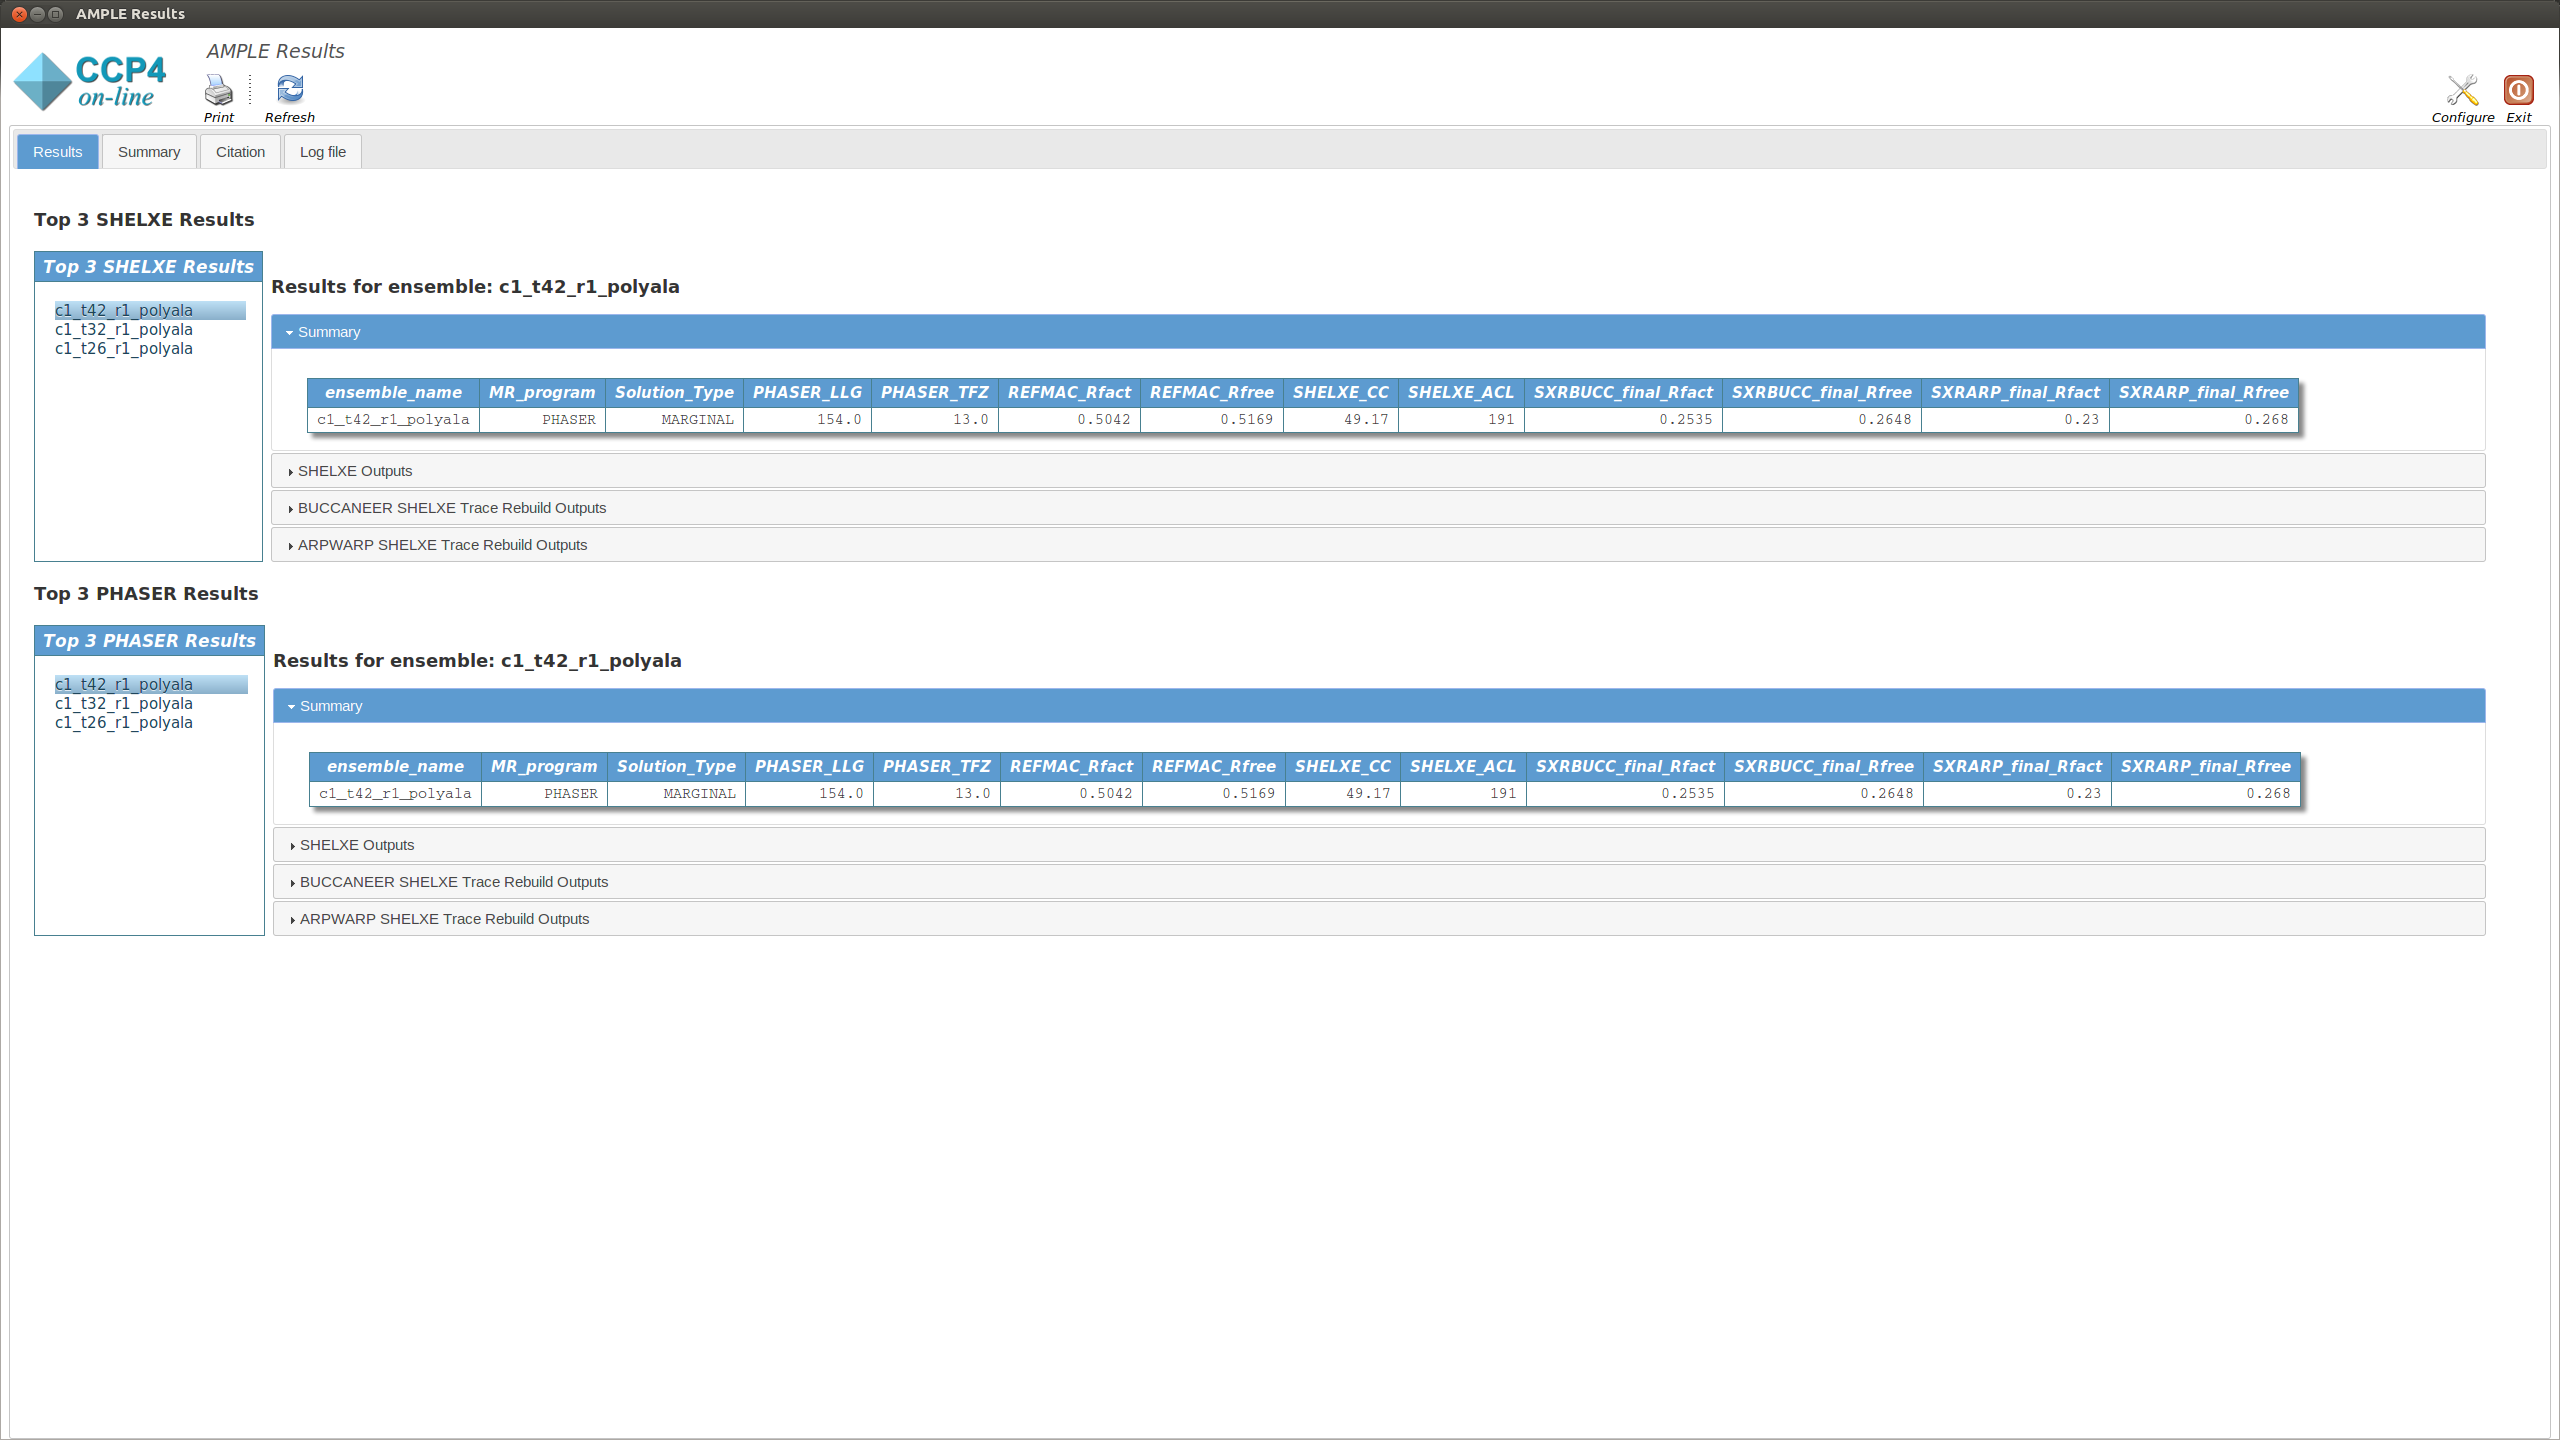 AMPLE Results
CCP4
on-line
AMPLE Results
Print
Refresh
Configure
Exit
Results
Summary
Citation
Log file
Top 3 SHELXE Results
Top 3 SHELXE Results
c1_t42_r1_polyala
c1_t32_r1_polyala
c1_t26_r1_polyala
Results for ensemble: c1_t42_r1_polyala
Summary
ensemble_name MR_program Solution_Type PHASER_LLG PHASER_TFZ REFMAC_Rfact REFMAC_Rfree SHELXE_CC SHELXE_ACL SXRBUCC_final_Rfact SXRBUCC_final_Rfree SXRARP_final_Rfact SXRARP_final_Rfree
c1_t42_r1_polyala PHASER MARGINAL 154.0 13.0 0.5042 0.5169 49.17 191 0.2535 0.2648 0.23 0.268
SHELXE Outputs
BUCCANEER SHELXE Trace Rebuild Outputs
ARPWARP SHELXE Trace Rebuild Outputs
Top 3 PHASER Results
Top 3 PHASER Results
c1_t42_r1_polyala
c1_t32_r1_polyala
c1_t26_r1_polyala
Results for ensemble: c1_t42_r1_polyala
Summary
ensemble_name MR_program Solution_Type PHASER_LLG PHASER_TFZ REFMAC_Rfact REFMAC_Rfree SHELXE_CC SHELXE_ACL SXRBUCC_final_Rfact SXRBUCC_final_Rfree SXRARP_final_Rfact SXRARP_final_Rfree
c1_t42_r1_polyala PHASER MARGINAL 154.0 13.0 0.5042 0.5169 49.17 191 0.2535 0.2648 0.23 0.268
SHELXE Outputs
BUCCANEER SHELXE Trace Rebuild Outputs
ARPWARP SHELXE Trace Rebuild Outputs